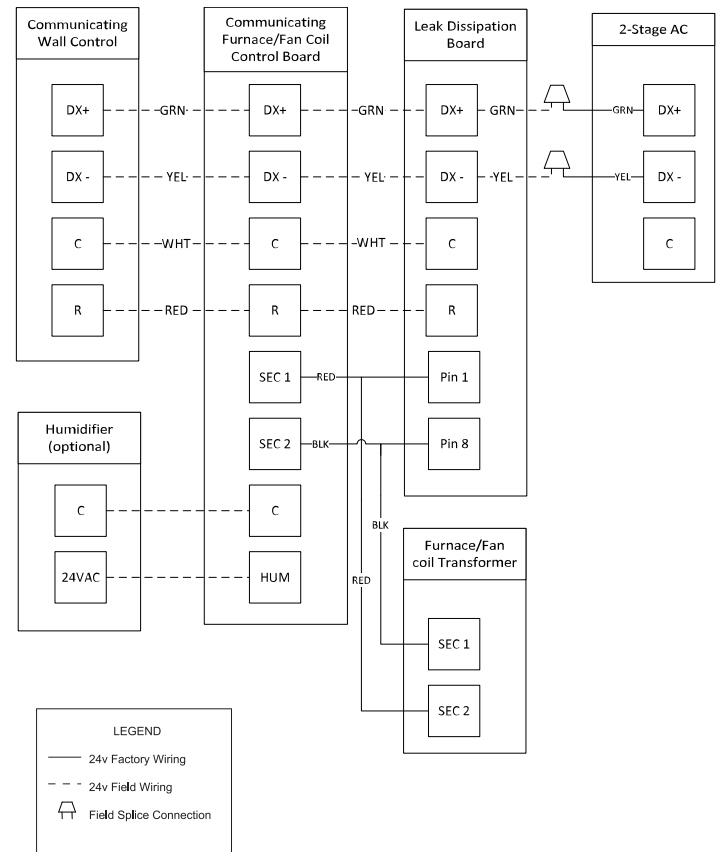 Communicating
Wall Control
Communicating
Furnace/Fan Coil
Control Board
Leak Dissipation
Board
2-Stage AC
DX+ GRN DX+ GRN DX+ GRN GRN DX+
DX - YEL DX - YEL DX - YEL YEL DX -
C WHT C WHT C C
R RED R RED R
SEC 1 RED Pin 1
SEC 2 BLK Pin 8
Humidifier
(optional)
C C
24VAC HUM
BLK
RED
Furnace/Fan
coil Transformer
SEC 1
SEC 2
LEGEND
24v Factory Wiring
24v Field Wiring
Field Splice Connection